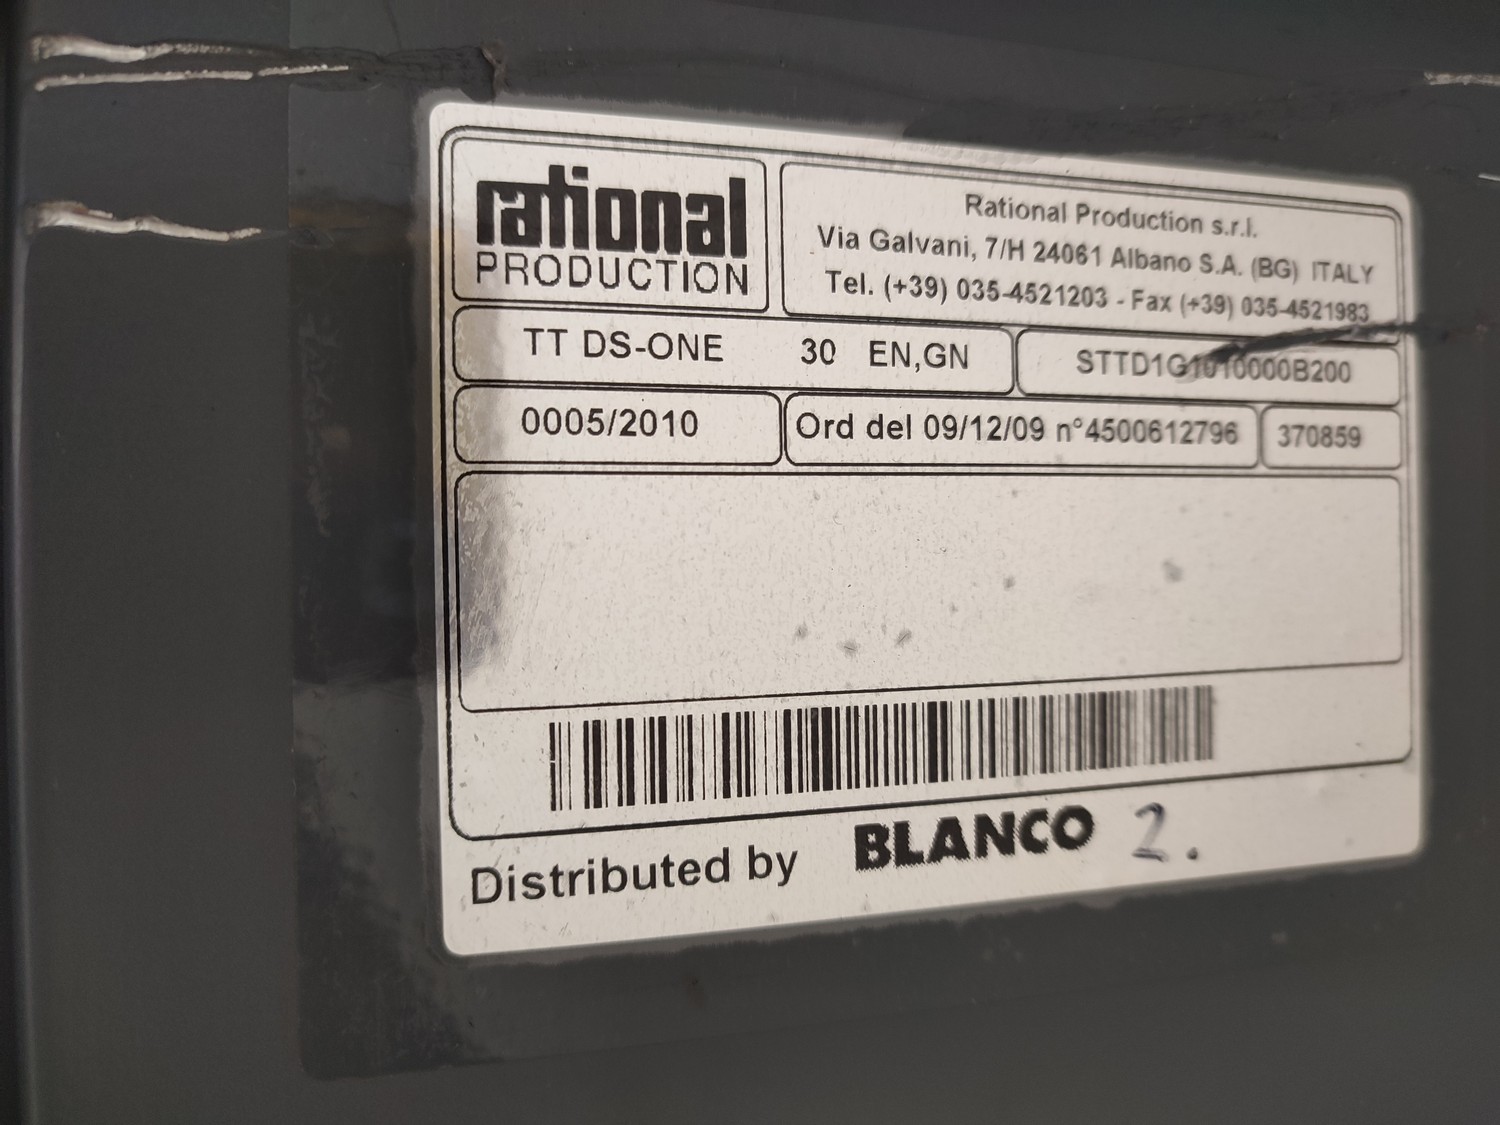 rational
PRODUCTION
Rational Production s.r.l.
Via Galvani, 7/H 24061 Albano S.A. (BG) ITALY
Tel. (+39) 035-4521203 - Fax (+39) 035-4521983
TT DS-ONE 30 EN,GN
STTD1G1010000B200
0005/2010
Ord del 09/12/09 n°4500612796
370859
Distributed by BLANCO 2.